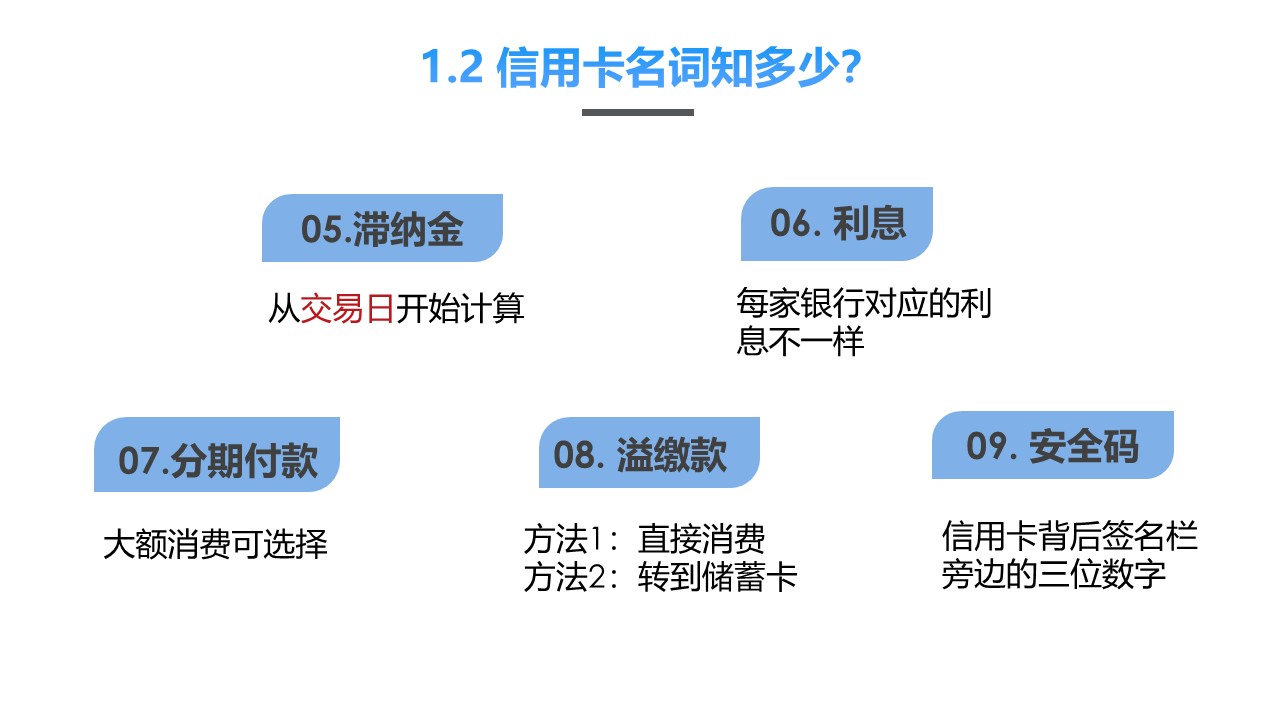 1.2 信用卡名词知多少？
05.滞纳金
从交易日开始计算
06. 利息
每家银行对应的利
息不一样
07.分期付款
大额消费可选择
08. 溢缴款
方法1：直接消费
方法2：转到储蓄卡
09. 安全码
信用卡背后签名栏
旁边的三位数字